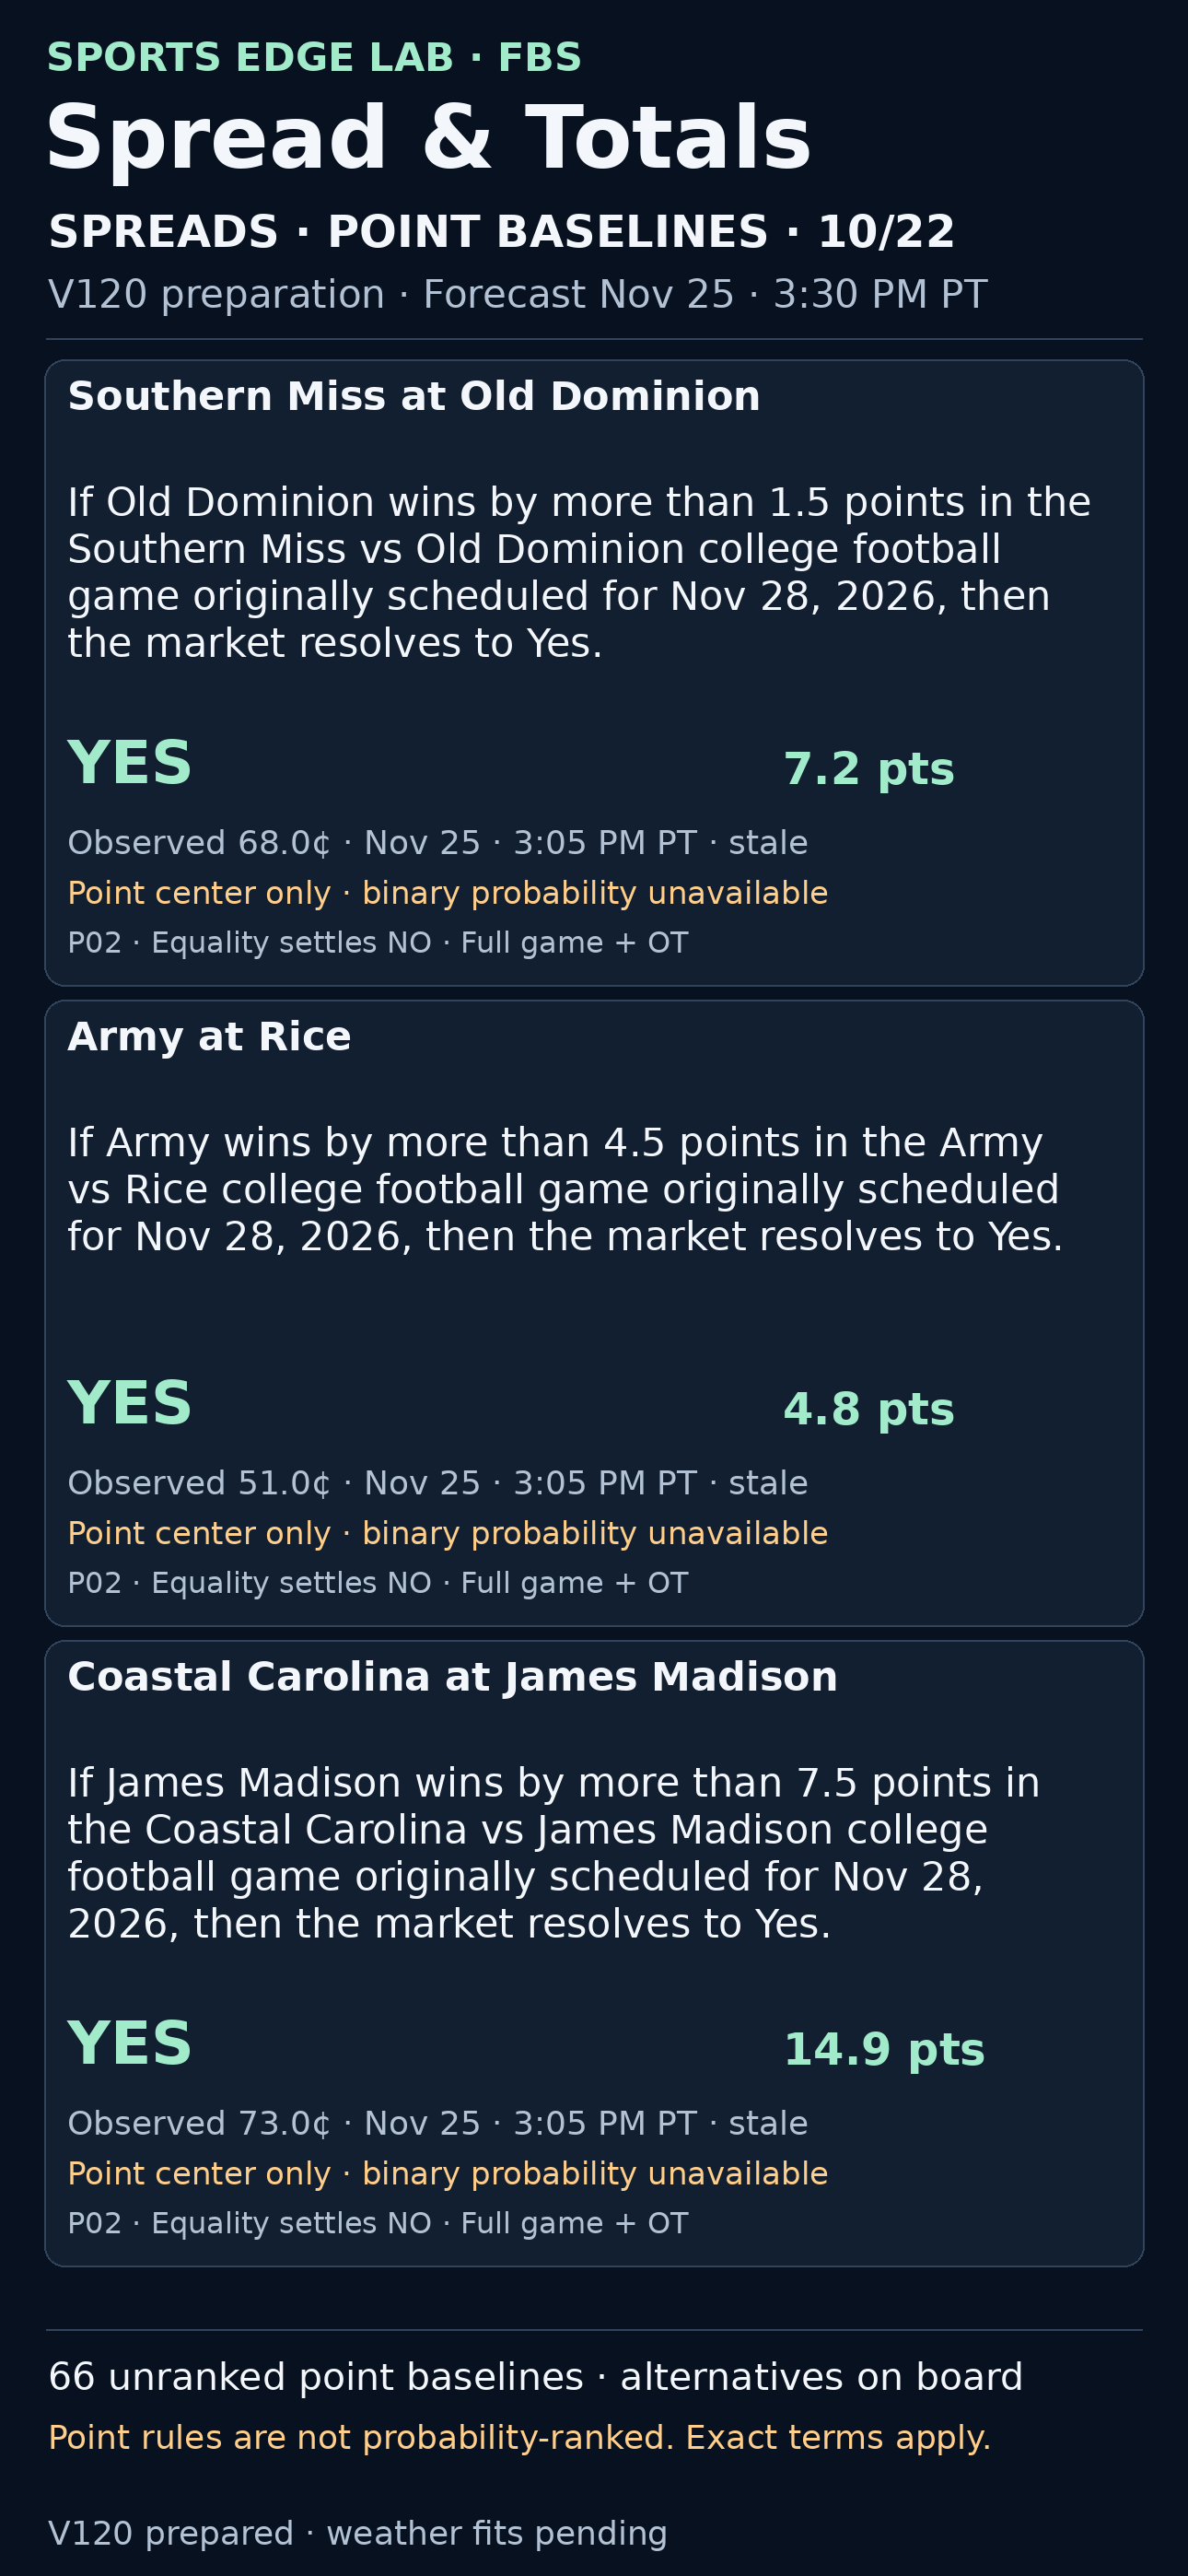 SPORTS EDGE LAB · FBS
Spread & Totals
SPREADS · POINT BASELINES · 10/22
V120 preparation · Forecast Nov 25 · 3:30 PM PT
Southern Miss at Old Dominion
If Old Dominion wins by more than 1.5 points in the
Southern Miss vs Old Dominion college football
game originally scheduled for Nov 28, 2026, then
the market resolves to Yes.
YES 7.2 pts
Observed 68.0¢ · Nov 25 · 3:05 PM PT · stale
Point center only · binary probability unavailable
P02 · Equality settles NO · Full game + OT
Army at Rice
If Army wins by more than 4.5 points in the Army
vs Rice college football game originally scheduled
for Nov 28, 2026, then the market resolves to Yes.
YES 4.8 pts
Observed 51.0¢ · Nov 25 · 3:05 PM PT · stale
Point center only · binary probability unavailable
P02 · Equality settles NO · Full game + OT
Coastal Carolina at James Madison
If James Madison wins by more than 7.5 points in
the Coastal Carolina vs James Madison college
football game originally scheduled for Nov 28,
2026, then the market resolves to Yes.
YES 14.9 pts
Observed 73.0¢ · Nov 25 · 3:05 PM PT · stale
Point center only · binary probability unavailable
P02 · Equality settles NO · Full game + OT
66 unranked point baselines · alternatives on board
Point rules are not probability-ranked. Exact terms apply.
V120 prepared · weather fits pending